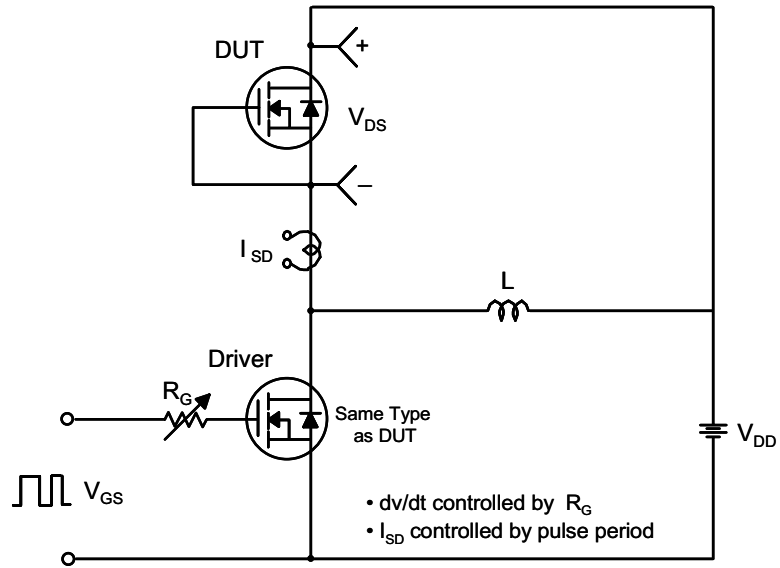 DUT
+
V_DS
–
I_SD
L
Driver
R_G
Same Type
as DUT
V_DD
V_GS
• dv/dt controlled by R_G
• I_SD controlled by pulse period